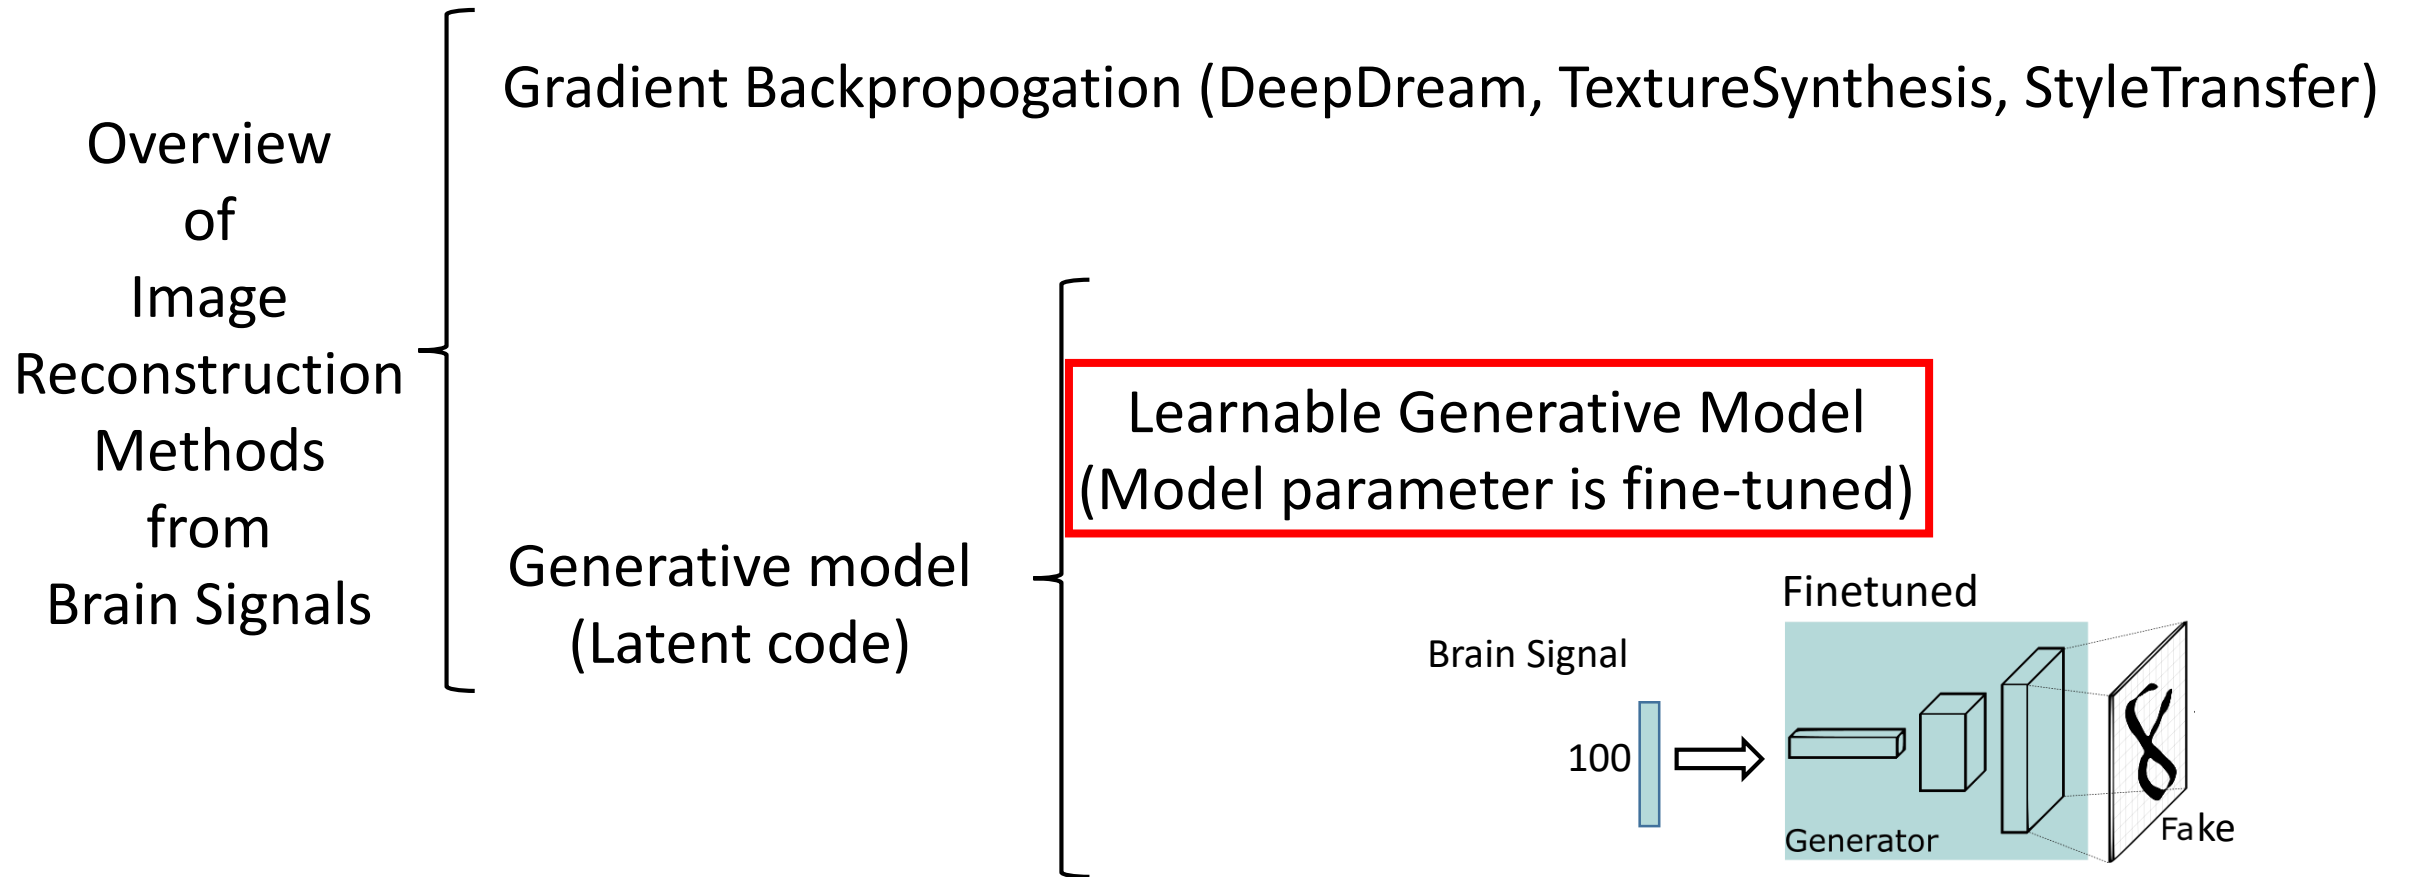 Overview
of
Image
Reconstruction
Methods
from
Brain Signals
Gradient Backpropogation (DeepDream, TextureSynthesis, StyleTransfer)
Generative model
(Latent code)
Learnable Generative Model
(Model parameter is fine-tuned)
Finetuned
Brain Signal
100
Generator
8
Fake